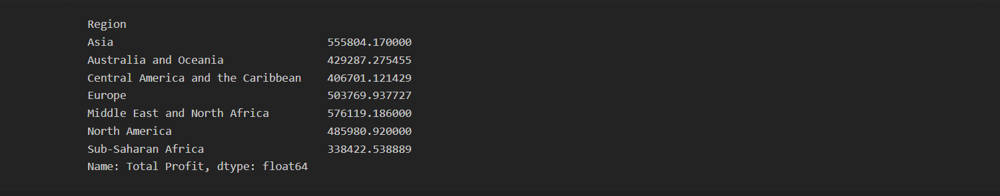 Region
Asia                                 555804.170000
Australia and Oceania                429287.275455
Central America and the Caribbean    406701.121429
Europe                               503769.937727
Middle East and North Africa         576119.186000
North America                        485980.920000
Sub-Saharan Africa                   338422.538889
Name: Total Profit, dtype: float64